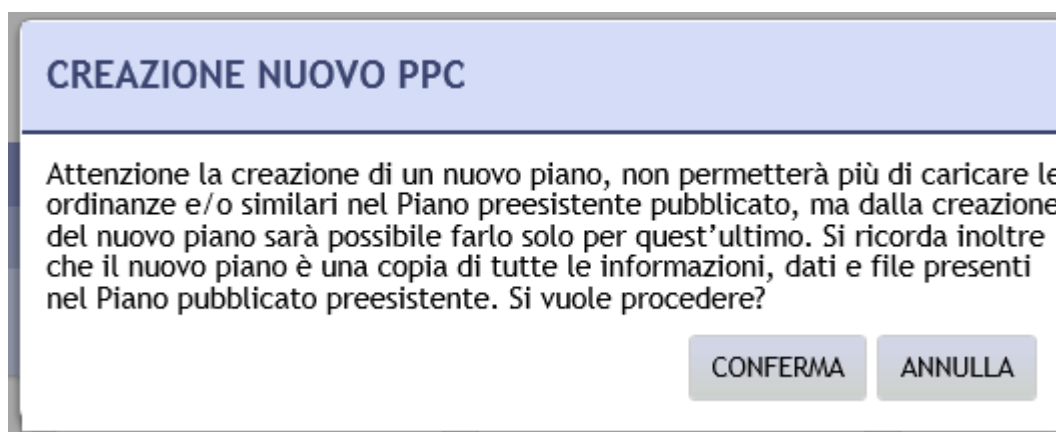 CREAZIONE NUOVO PPC
Attenzione la creazione di un nuovo piano, non permetterà più di caricare le
ordinanze e/o similari nel Piano preesistente pubblicato, ma dalla creazione
del nuovo piano sarà possibile farlo solo per quest'ultimo. Si ricorda inoltre
che il nuovo piano è una copia di tutte le informazioni, dati e file presenti
nel Piano pubblicato preesistente. Si vuole procedere?
CONFERMA ANNULLA